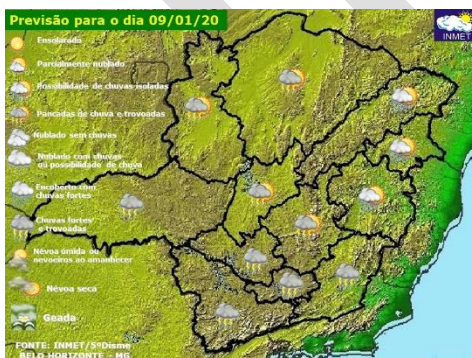 Previsão para o dia 09/01/20
INMET
Ensolarado
Parcialmente nublado
Possibilidade de chuvas isoladas
Pancadas de chuva e trovoadas
Nublado sem chuvas
Nublado com chuvas
ou possibilidade de chuva
Encoberto com
chuvas fortes
Chuvas fortes
e trovoadas
Névoa úmida ou
nevoeiros ao amanhecer
Névoa seca
Geada
FONTE: INMET/5ºDisme
BELO HORIZONTE - MG